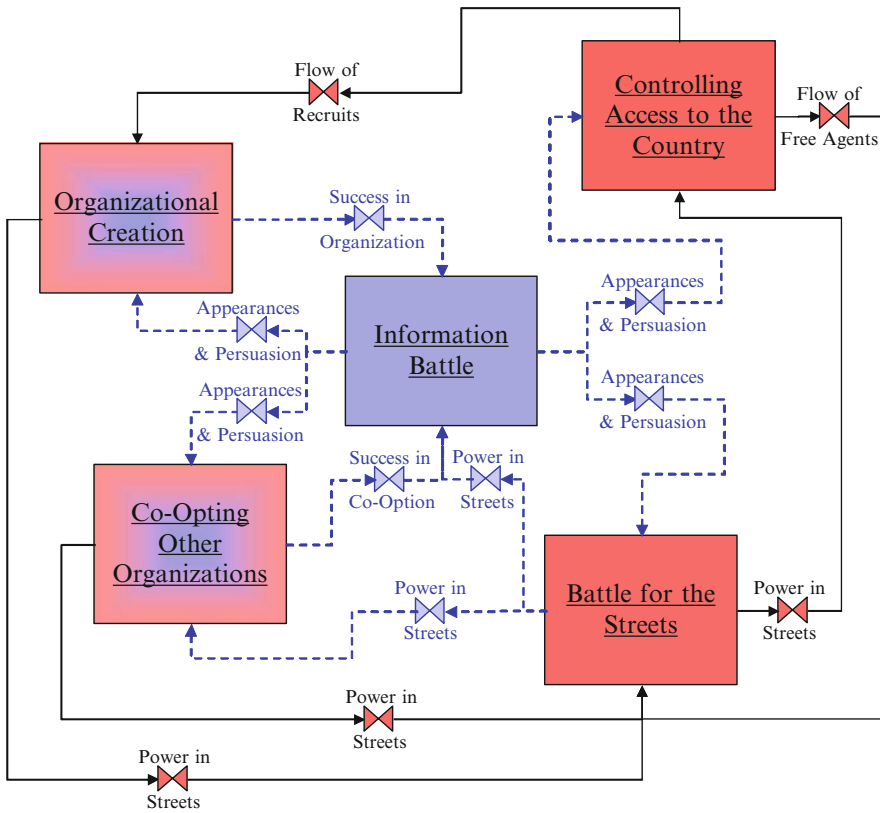 Flow of
Recruits
Controlling
Access to the
Country
Flow of
Free Agents
Organizational
Creation
Success in
Organization
Appearances
& Persuasion
Information
Battle
Appearances
& Persuasion
Appearances
& Persuasion
Appearances
& Persuasion
Co-Opting
Other
Organizations
Success in
Co-Option
Power in
Streets
Power in
Streets
Battle for the
Streets
Power in
Streets
Power in
Streets
Power in
Streets